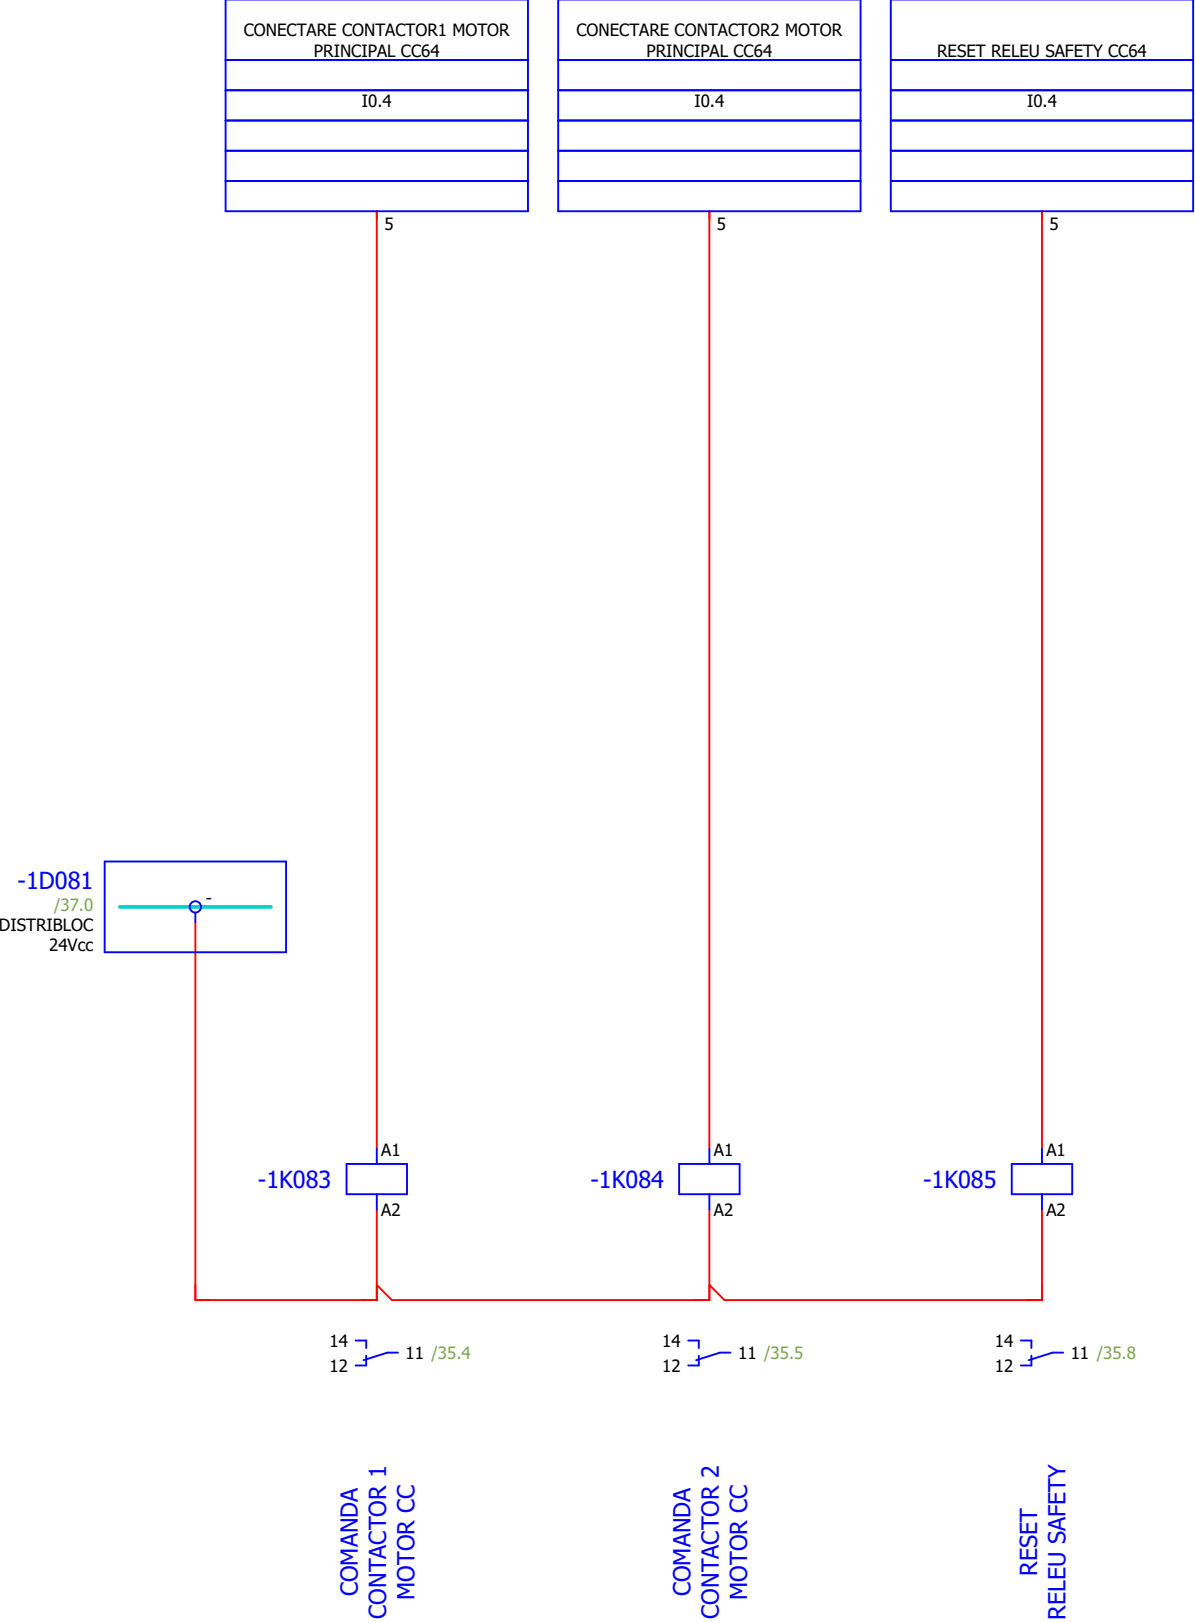 CONECTARE CONTACTOR1 MOTOR
PRINCIPAL CC64
I0.4
5
CONECTARE CONTACTOR2 MOTOR
PRINCIPAL CC64
I0.4
5
RESET RELEU SAFETY CC64
I0.4
5
-1D081
/37.0
DISTRIBLOC
24Vcc
-
-1K083
A1
A2
-1K084
A1
A2
-1K085
A1
A2
14
12
11 /35.4
14
12
11 /35.5
14
12
11 /35.8
COMANDA
CONTACTOR 1
MOTOR CC
COMANDA
CONTACTOR 2
MOTOR CC
RESET
RELEU SAFETY